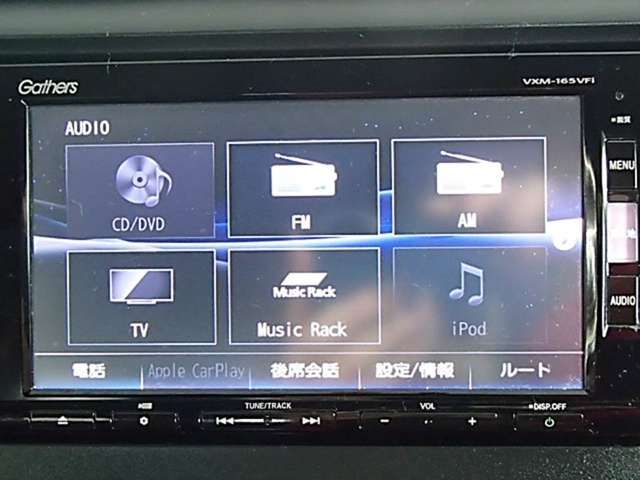 Gathers
VXM-165VFi
AUDIO
CD/DVD
FM
AM
TV
Music Rack
Music Rack
iPod
電話
Apple CarPlay
後席会話
設定/情報
ルート
MENU
AUDIO
TUNE/TRACK
VOL
DISP.OFF